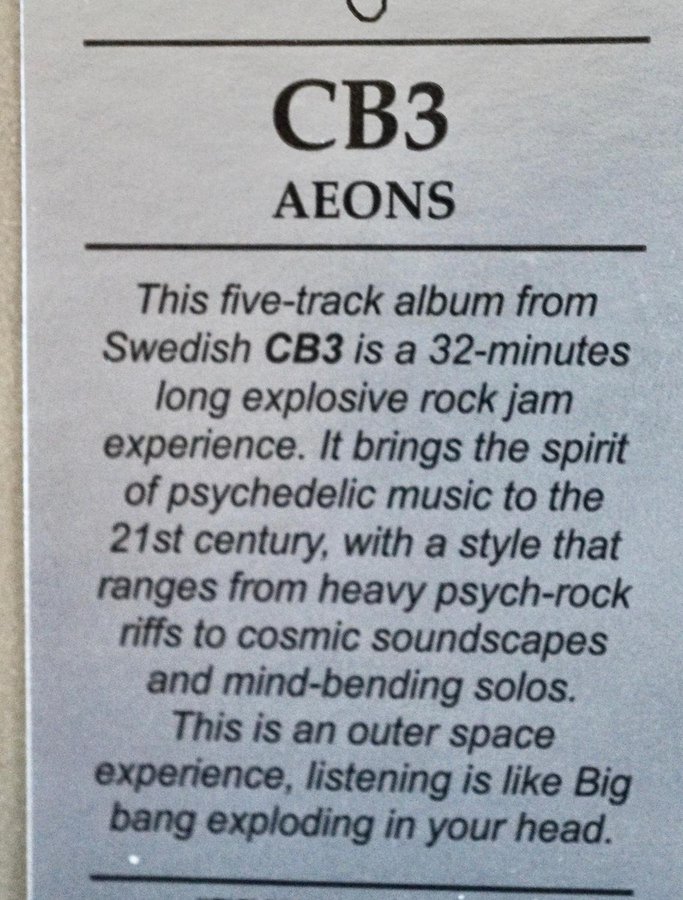 CB3
AEONS
This five-track album from
Swedish CB3 is a 32-minutes
long explosive rock jam
experience. It brings the spirit
of psychedelic music to the
21st century, with a style that
ranges from heavy psych-rock
riffs to cosmic soundscapes
and mind-bending solos.
This is an outer space
experience, listening is like Big
bang exploding in your head.